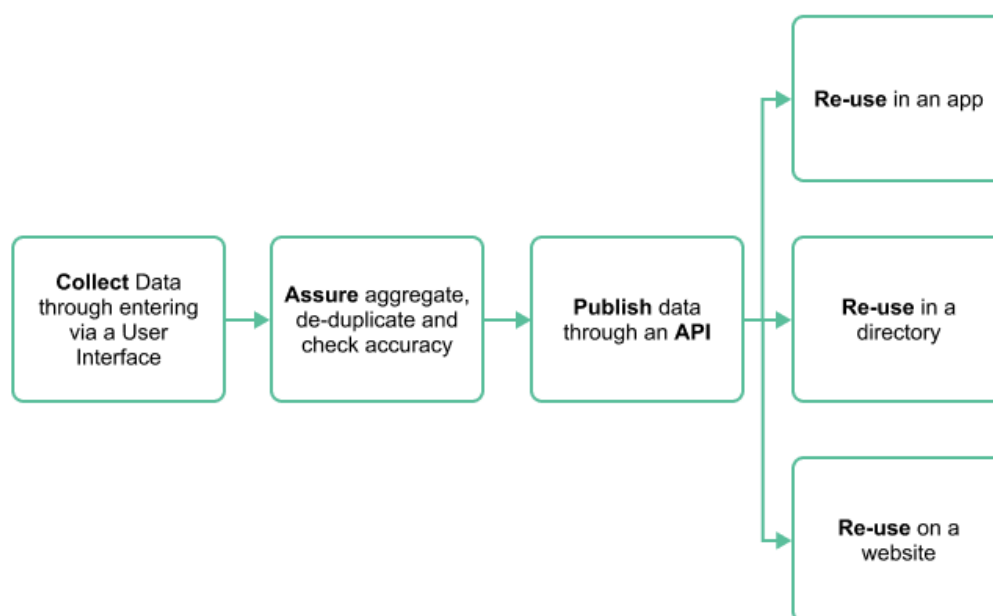 Collect Data
through entering
via a User
Interface
Assure aggregate,
de-duplicate and
check accuracy
Publish data
through an API
Re-use in an app
Re-use in a
directory
Re-use on a
website